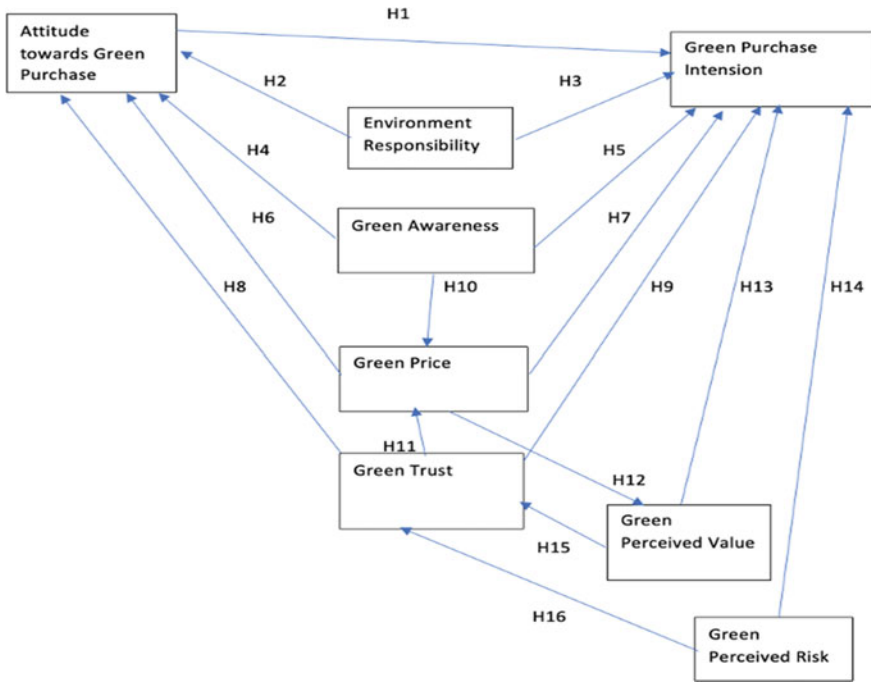 H1
Attitude
towards Green
Purchase
Green Purchase
Intension
H2
H3
Environment
Responsibility
H4
H5
Green Awareness
H6
H7
H8
H10
H9
H13
H14
Green Price
H11
Green Trust
H12
Green
Perceived Value
H15
H16
Green
Perceived Risk